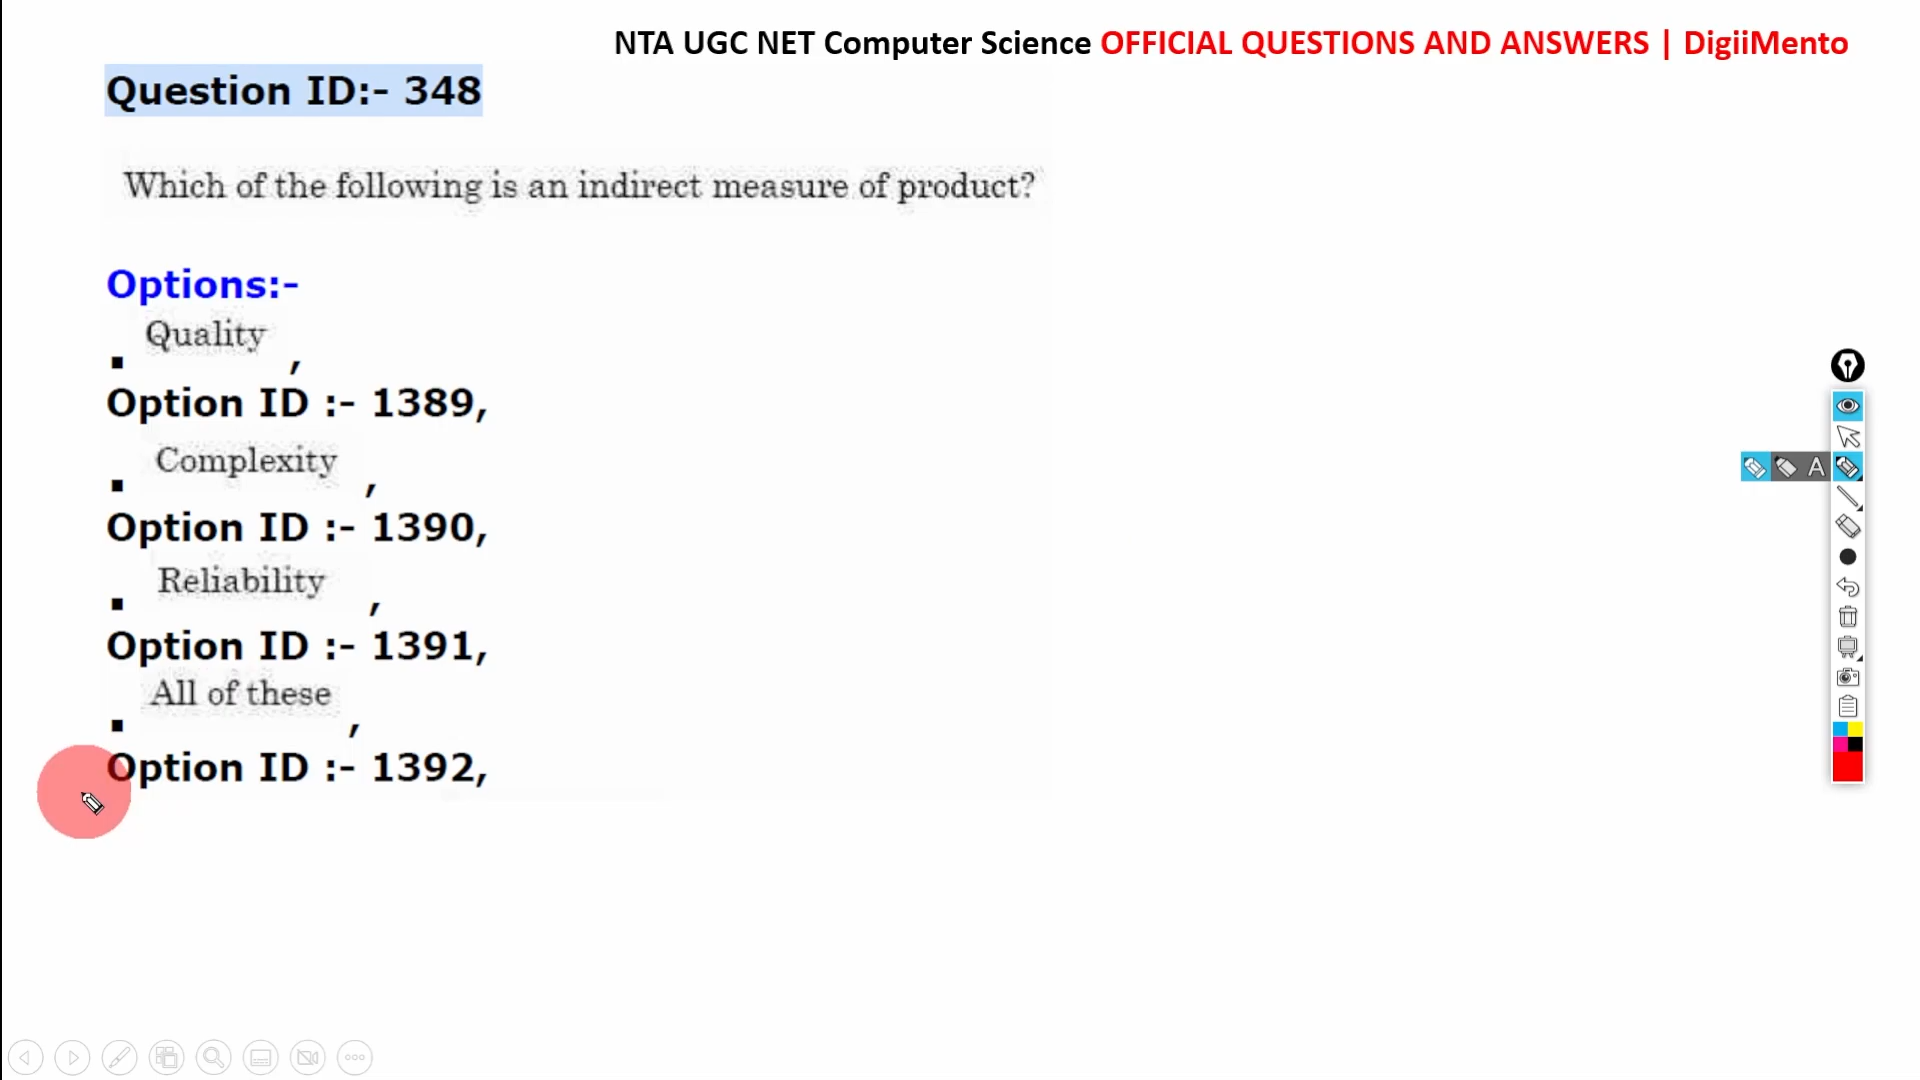 NTA UGC NET Computer Science OFFICIAL QUESTIONS AND ANSWERS | DigiiMento
Question ID:- 348
Which of the following is an indirect measure of product?
Options:-
Quality ,
Option ID :- 1389,
Complexity ,
Option ID :- 1390,
Reliability ,
Option ID :- 1391,
All of these ,
Option ID :- 1392,
A